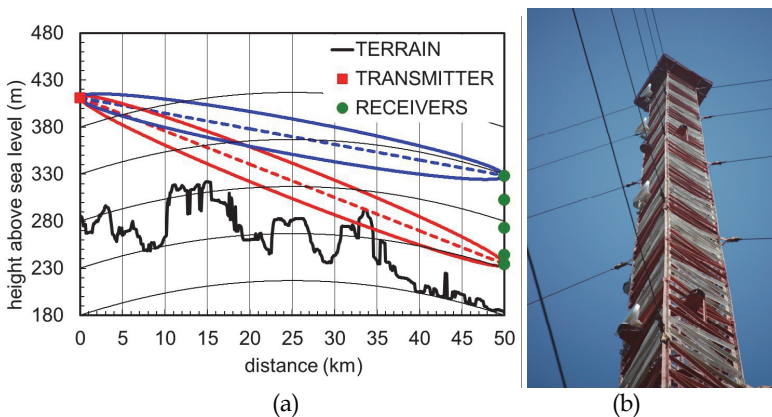 480
430
380
330
280
230
180
height above sea level (m)
TERRAIN
TRANSMITTER
RECEIVERS
0 5 10 15 20 25 30 35 40 45 50
distance (km)
(a)
(b)